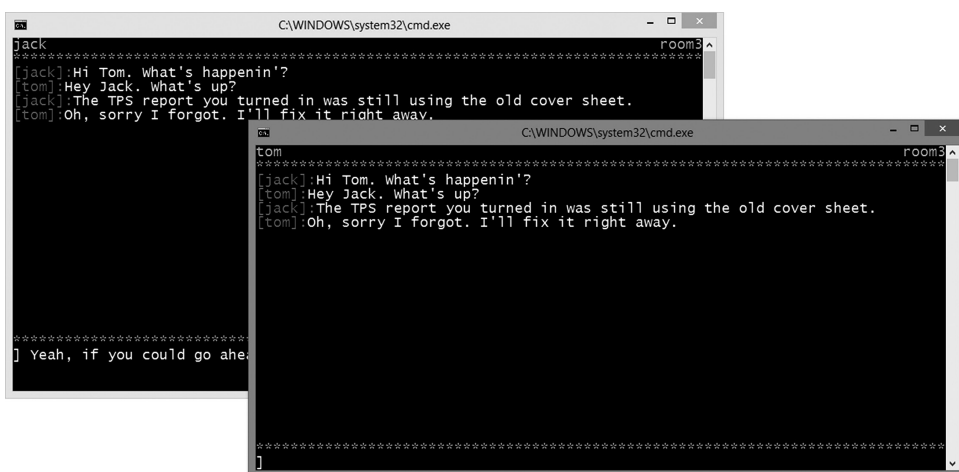 C:\WINDOWS\system32\cmd.exe
jack room3
********************************************************************************
[jack]:Hi Tom. What's happenin'?
[tom]:Hey Jack. What's up?
[jack]:The TPS report you turned in was still using the old cover sheet.
[tom]:Oh, sorry I forgot. I'll fix it right away.
***************************
] Yeah, if you could go ahea
C:\WINDOWS\system32\cmd.exe
tom room3
********************************************************************************
[jack]:Hi Tom. What's happenin'?
[tom]:Hey Jack. What's up?
[jack]:The TPS report you turned in was still using the old cover sheet.
[tom]:Oh, sorry I forgot. I'll fix it right away.
********************************************************************************
]